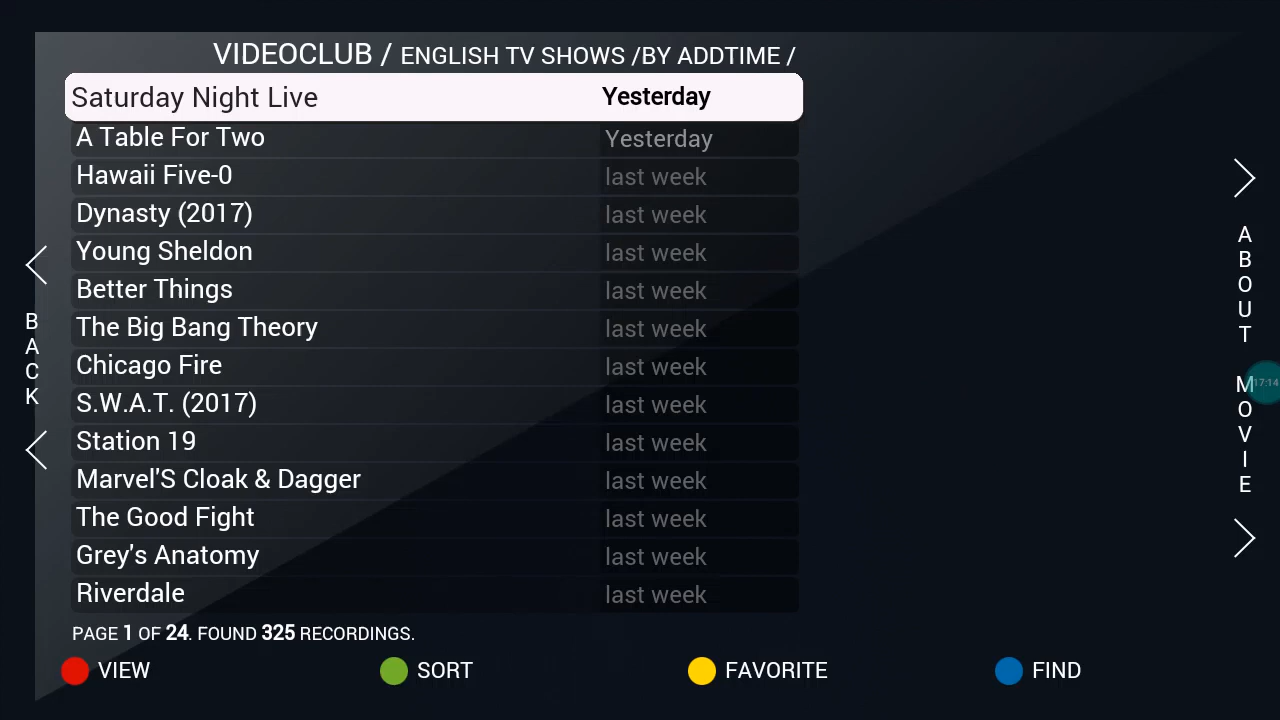 VIDEOCLUB / ENGLISH TV SHOWS /BY ADDTIME /
Saturday Night Live Yesterday
A Table For Two Yesterday
Hawaii Five-0 last week
Dynasty (2017) last week
Young Sheldon last week
Better Things last week
The Big Bang Theory last week
Chicago Fire last week
S.W.A.T. (2017) last week
Station 19 last week
Marvel'S Cloak & Dagger last week
The Good Fight last week
Grey's Anatomy last week
Riverdale last week
PAGE 1 OF 24. FOUND 325 RECORDINGS.
VIEW SORT FAVORITE FIND
BACK
ABOUT MOVIE
17:14